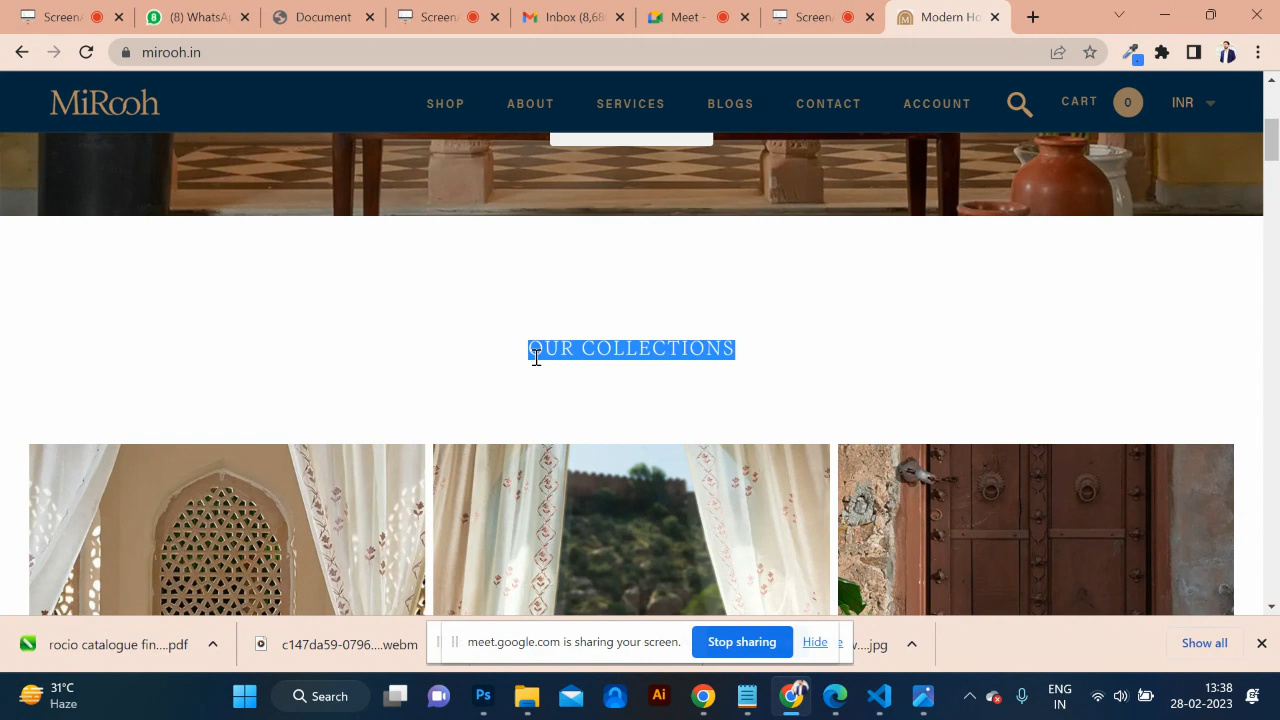 Screen
(8) WhatsA
Document
Screen
Inbox (8,68
Meet -
Screen
Modern Ho
mirooh.in
MiRooh
SHOP
ABOUT
SERVICES
BLOGS
CONTACT
ACCOUNT
CART
0
INR
OUR COLLECTIONS
rocio catalogue fin....pdf
c147da59-0796....webm
meet.google.com is sharing your screen.
Stop sharing
Hide
....jpg
Show all
31°C
Haze
Search
Ps
Ai
ENG
IN
13:38
28-02-2023